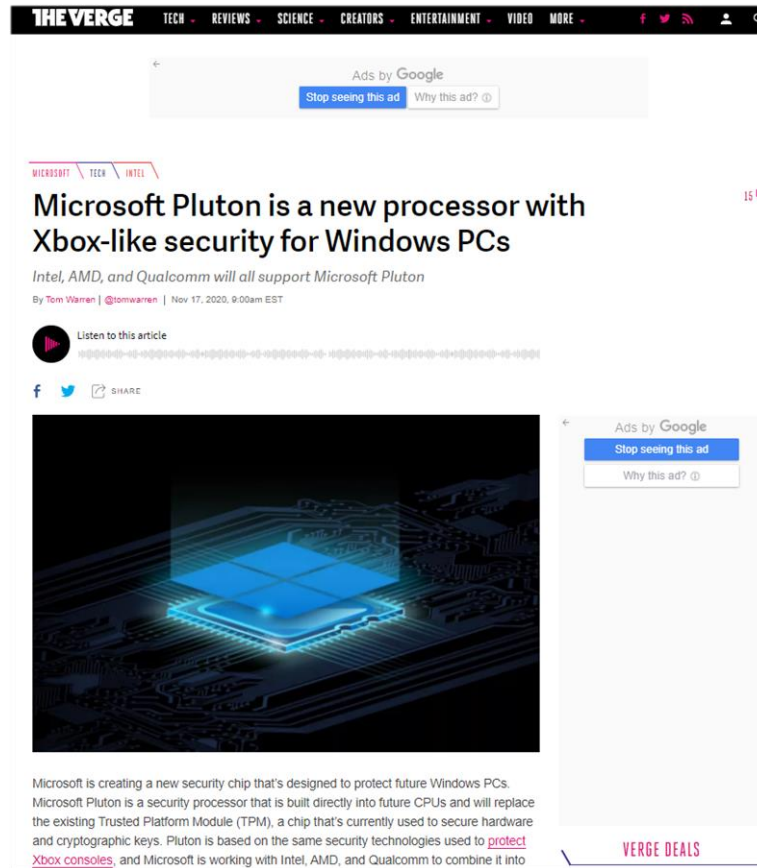 THE VERGE TECH REVIEWS SCIENCE CREATORS ENTERTAINMENT VIDEO MORE
Ads by Google
Stop seeing this ad Why this ad?
MICROSOFT TECH INTEL
Microsoft Pluton is a new processor with
Xbox-like security for Windows PCs
15
Intel, AMD, and Qualcomm will all support Microsoft Pluton
By Tom Warren | @tomwarren | Nov 17, 2020, 9:00am EST
Listen to this article
SHARE
Ads by Google
Stop seeing this ad
Why this ad?
Microsoft is creating a new security chip that's designed to protect future Windows PCs.
Microsoft Pluton is a security processor that is built directly into future CPUs and will replace
the existing Trusted Platform Module (TPM), a chip that's currently used to secure hardware
and cryptographic keys. Pluton is based on the same security technologies used to protect
Xbox consoles, and Microsoft is working with Intel, AMD, and Qualcomm to combine it into
VERGE DEALS